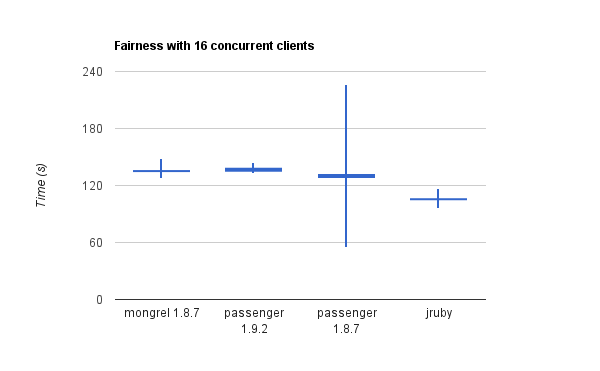 Fairness with 16 concurrent clients
240
180
120
60
0
Time (s)
mongrel 1.8.7
passenger
1.9.2
passenger
1.8.7
jruby